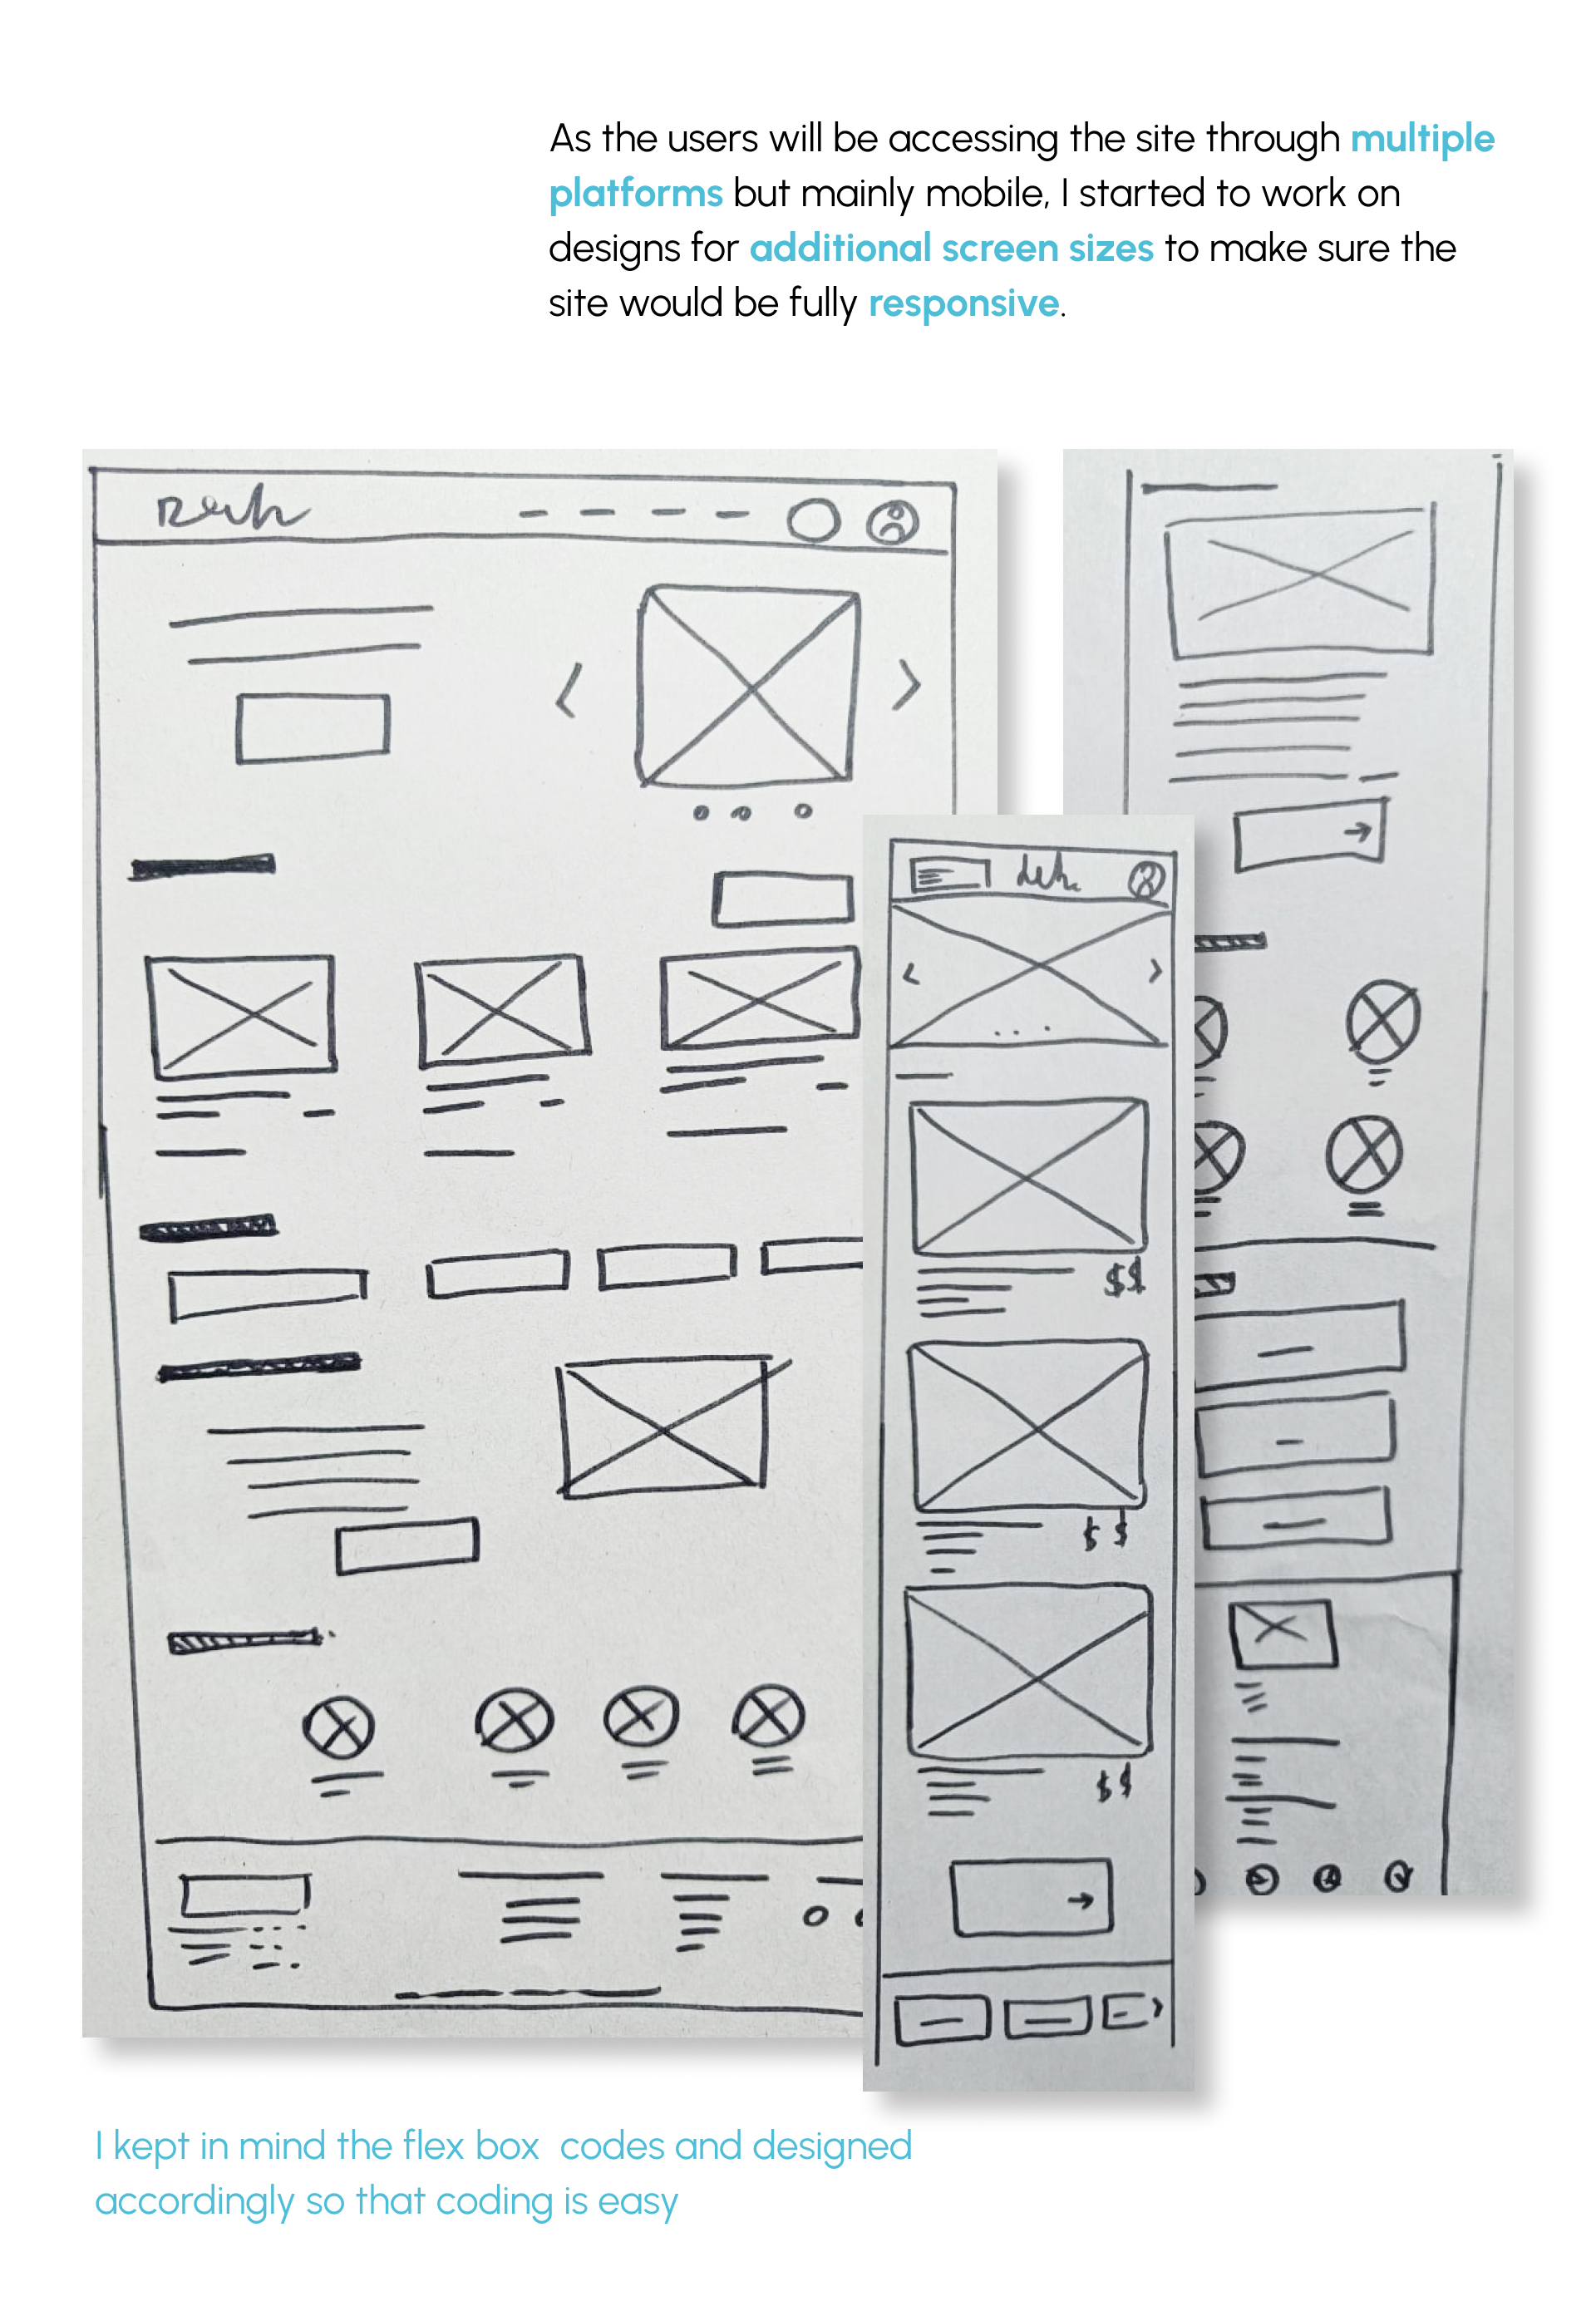 As the users will be accessing the site through multiple
platforms but mainly mobile, I started to work on
designs for additional screen sizes to make sure the
site would be fully responsive.
$$
$$
$$
I kept in mind the flex box  codes and designed
accordingly so that coding is easy